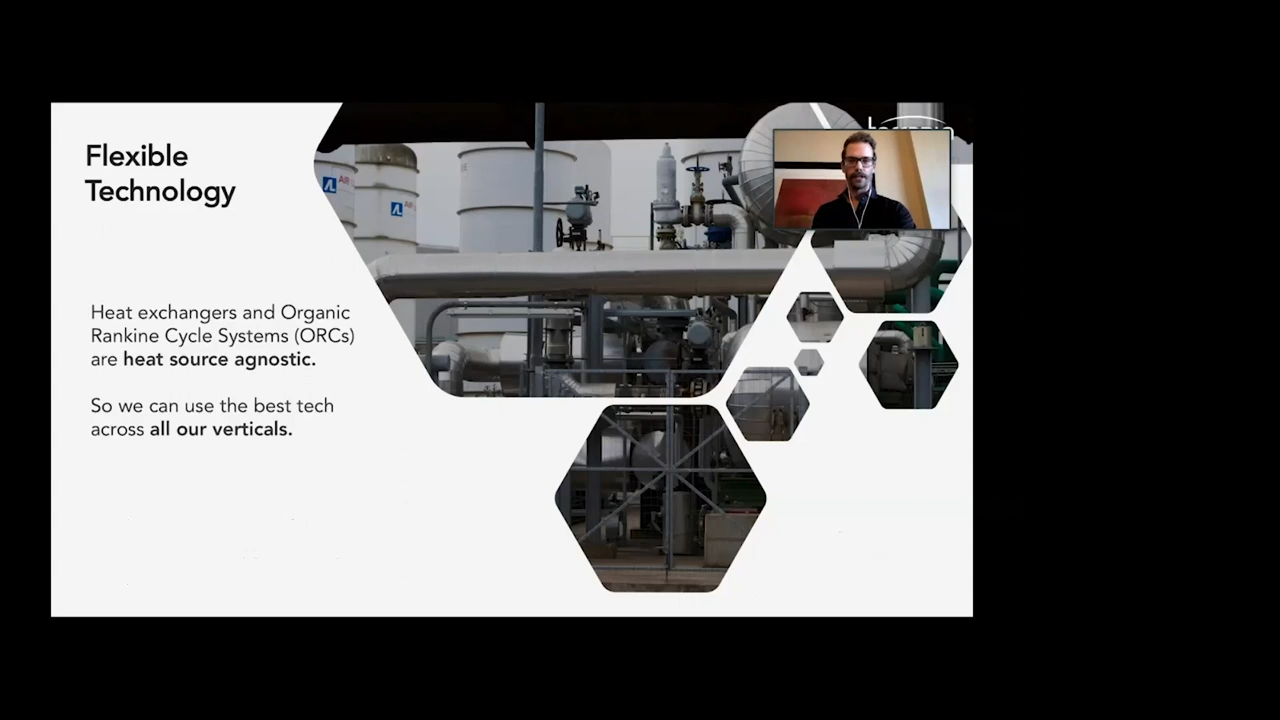 Flexible
Technology
Heat exchangers and Organic
Rankine Cycle Systems (ORCs)
are heat source agnostic.
So we can use the best tech
across all our verticals.
AIR